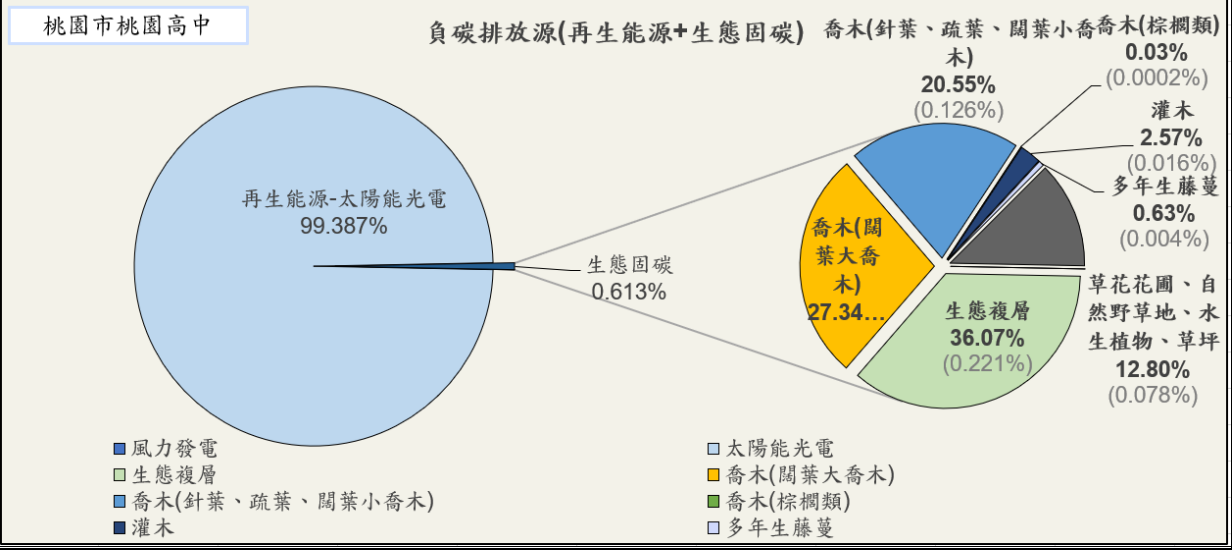 桃園市桃園高中
負碳排放源(再生能源+生態固碳)
再生能源-太陽能光電
99.387%
生態固碳
0.613%
喬木(針葉、疏葉、闊葉小喬
木)
20.55%
(0.126%)
喬木(棕櫚類)
0.03%
(0.0002%)
灌木
2.57%
(0.016%)
多年生藤蔓
0.63%
(0.004%)
喬木(闊
葉大喬
木)
27.34...
生態複層
36.07%
(0.221%)
草花花圃、自
然野草地、水
生植物、草坪
12.80%
(0.078%)
風力發電
太陽能光電
生態複層
喬木(闊葉大喬木)
喬木(針葉、疏葉、闊葉小喬木)
喬木(棕櫚類)
灌木
多年生藤蔓